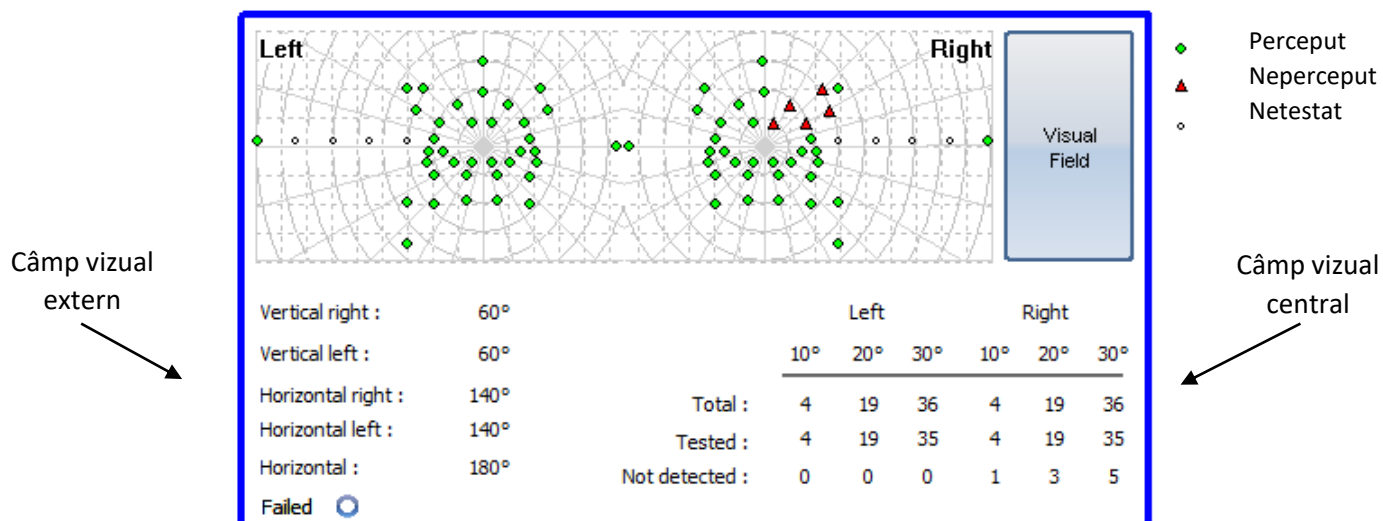 Left
Right
Visual
Field
Perceput
Neperceput
Netestat
Câmp vizual
extern
Câmp vizual
central
Vertical right : 60°
Vertical left : 60°
Horizontal right : 140°
Horizontal left : 140°
Horizontal : 180°
Failed
Left Right
10° 20° 30° 10° 20° 30°
Total : 4 19 36 4 19 36
Tested : 4 19 35 4 19 35
Not detected : 0 0 0 1 3 5